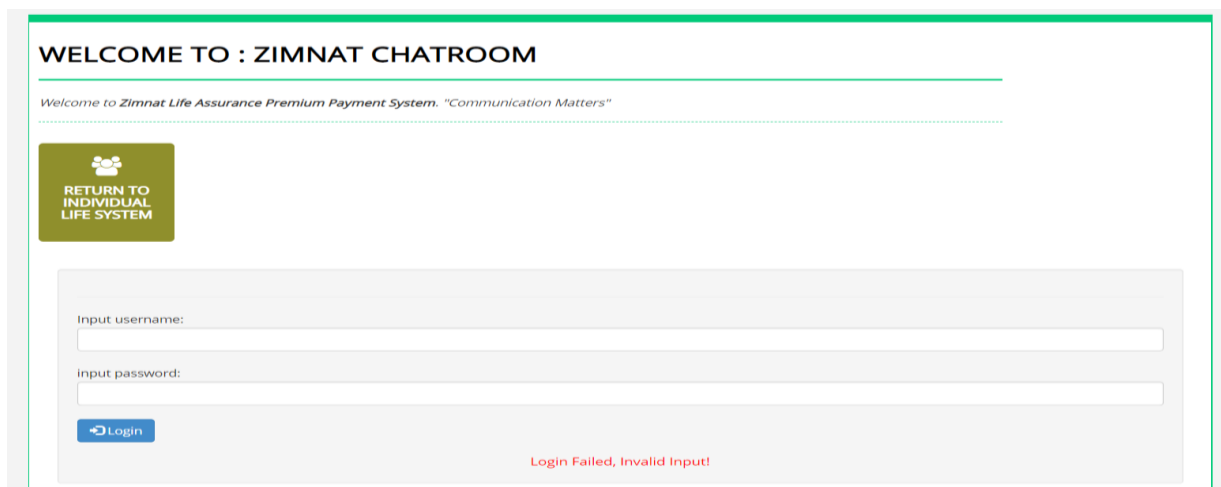 WELCOME TO : ZIMNAT CHATROOM
Welcome to Zimnat Life Assurance Premium Payment System. "Communication Matters"
RETURN TO
INDIVIDUAL
LIFE SYSTEM
Input username:
input password:
Login
Login Failed, Invalid Input!